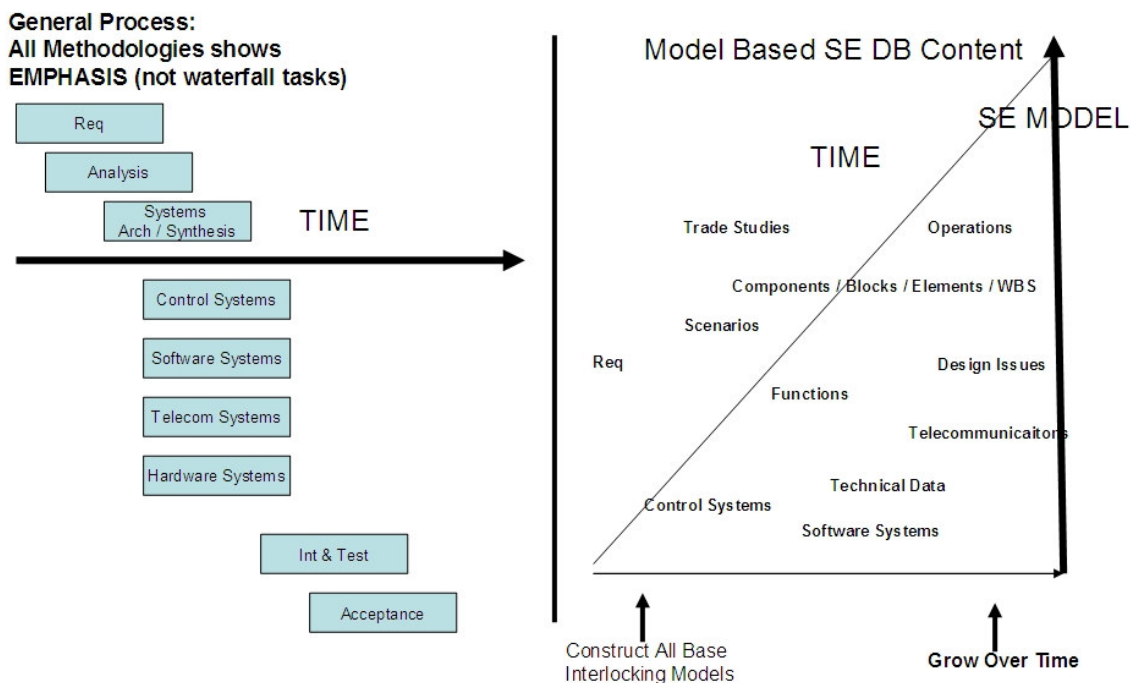 General Process:
All Methodologies shows
EMPHASIS (not waterfall tasks)
Req
Analysis
Systems
Arch / Synthesis
TIME
Control Systems
Software Systems
Telecom Systems
Hardware Systems
Int & Test
Acceptance
Model Based SE DB Content
SE MODEL
TIME
Trade Studies
Operations
Components / Blocks / Elements / WBS
Scenarios
Req
Design Issues
Functions
Telecommunicaitons
Technical Data
Control Systems
Software Systems
Construct All Base
Interlocking Models
Grow Over Time